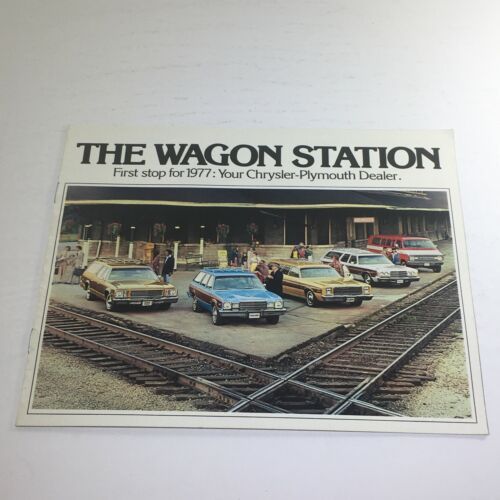 THE WAGON STATION
First stop for 1977: Your Chrysler-Plymouth Dealer.